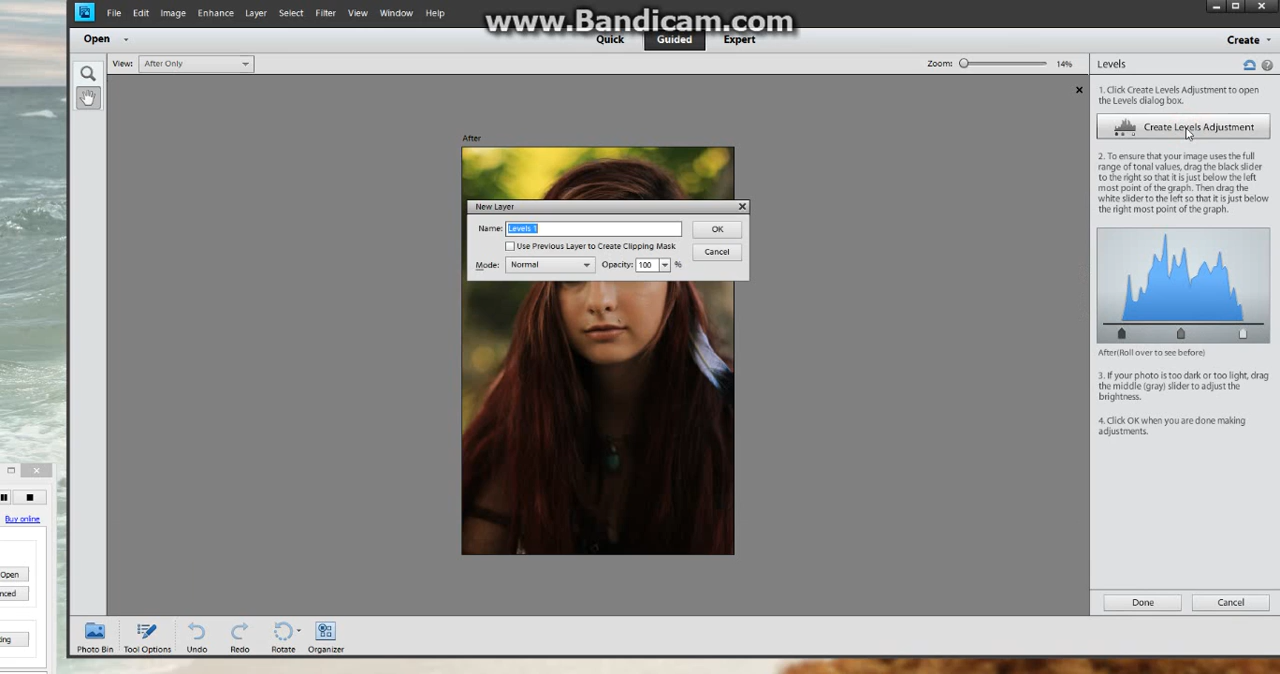 File Edit Image Enhance Layer Select Filter View Window Help
www.Bandicam.com
Open Quick Guided Expert Create
View: After Only Zoom: 14%
Levels
1. Click Create Levels Adjustment to open
the Levels dialog box.
Create Levels Adjustment
2. To ensure that your image uses the full
range of tonal values, drag the black slider
to the right so that it is just below the left
most point of the graph. Then drag the
white slider to the left so that it is just below
the right most point of the graph.
After(Roll over to see before)
3. If your photo is too dark or too light, drag
the middle (gray) slider to adjust the
brightness.
4. Click OK when you are done making
adjustments.
Done Cancel
After
New Layer
Name: Levels 1 OK
Use Previous Layer to Create Clipping Mask
Cancel
Mode: Normal Opacity: 100 %
Buy online
Open
Photo Bin Tool Options Undo Redo Rotate Organizer